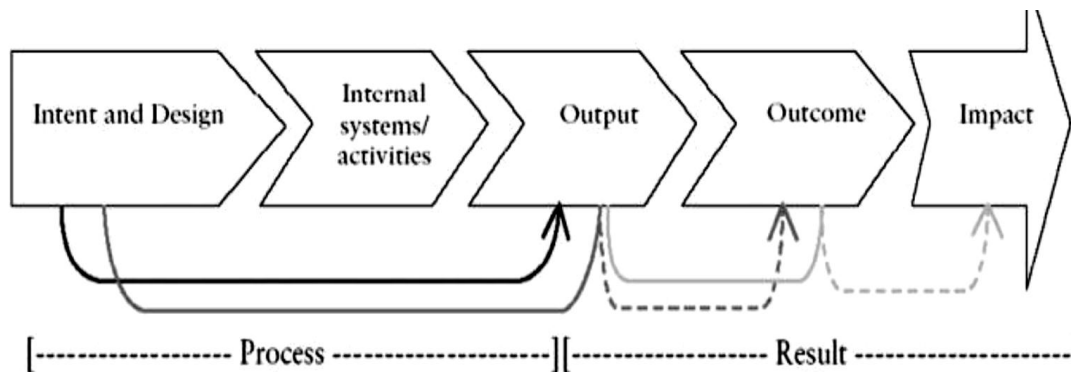 Intent and Design
Internal
systems/
activities
Output
Outcome
Impact
[------------ Process ---------------][---------------- Result ---------------